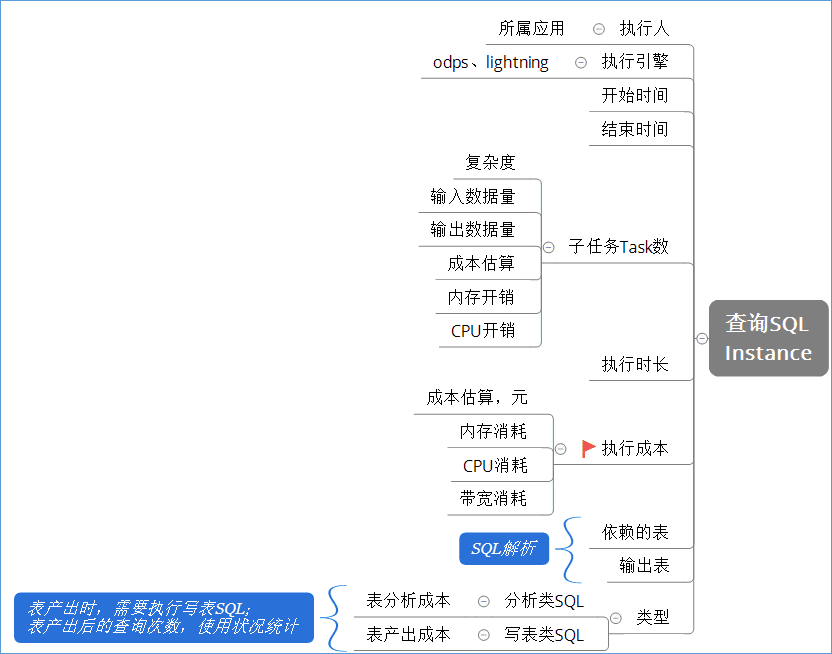 所属应用 执行人
odps、lightning 执行引擎
开始时间
结束时间
复杂度
输入数据量
输出数据量
子任务Task数
成本估算
内存开销
CPU开销
查询SQL
Instance
执行时长
成本估算，元
内存消耗
执行成本
CPU消耗
带宽消耗
依赖的表
SQL解析
输出表
表分析成本 分析类SQL
表产出时，需要执行写表SQL;
表产出后的查询次数，使用状况统计
类型
表产出成本 写表类SQL